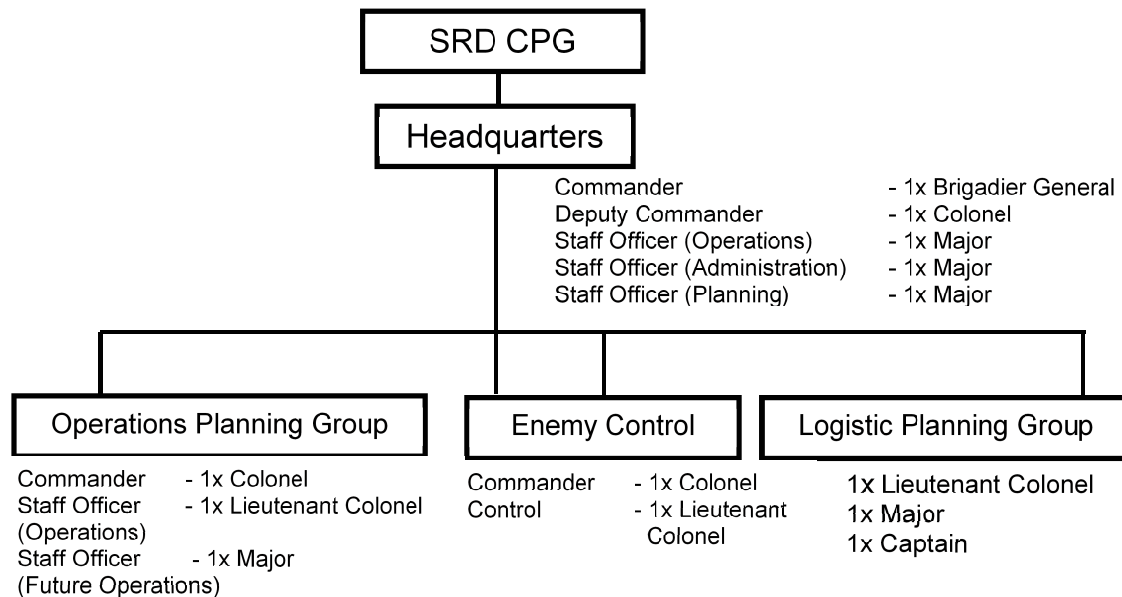 SRD CPG
Headquarters
Commander - 1x Brigadier General
Deputy Commander - 1x Colonel
Staff Officer (Operations) - 1x Major
Staff Officer (Administration) - 1x Major
Staff Officer (Planning) - 1x Major
Operations Planning Group
Commander - 1x Colonel
Staff Officer - 1x Lieutenant Colonel
(Operations)
Staff Officer - 1x Major
(Future Operations)
Enemy Control
Commander - 1x Colonel
Control - 1x Lieutenant
Colonel
Logistic Planning Group
1x Lieutenant Colonel
1x Major
1x Captain